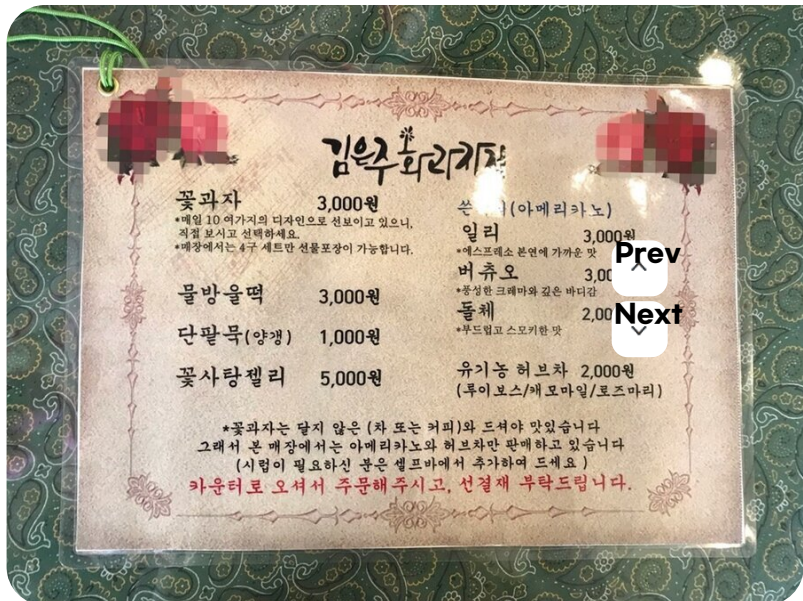 김은주화과자점
꽃과자 3,000원
*매일 10 여가지의 디자인으로 선보이고 있으니,
직접 보시고 선택하세요.
*매장에서는 4구 세트만 선물포장이 가능합니다.
물방울떡 3,000원
단팥묵(양갱) 1,000원
꽃사탕젤리 5,000원
(아메리카노)
일리 3,000원
*에스프레소 본연에 가까운 맛
버츄오
*풍성한 크레마와 깊은 바디감
돌체
*부드럽고 스모키한 맛
유기농 허브차 2,000원
(루이보스/캐모마일/로즈마리)
*꽃과자는 달지 않은 (차 또는 커피)와 드셔야 맛있습니다
그래서 본 매장에서는 아메리카노와 허브차만 판매하고 있습니다
(시럽이 필요하신 분은 셀프바에서 추가하여 드세요)
카운터로 오셔서 주문해주시고, 선결재 부탁드립니다.
Prev
Next